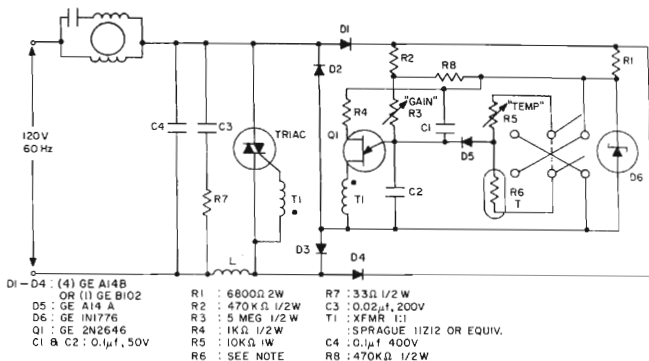 D1
R2
R8
R1
D2
"GAIN"
R3
"TEMP"
R5
R4
C4
C3
TRIAC
Q1
C1
D5
120V
60 Hz
R7
T1
T1
C2
R6
T
D6
L
D3
D4
D1-D4: (4) GE A14B
OR (1) GE B102
D5: GE A14 A
D6: GE 1N1776
Q1: GE 2N2646
C1 & C2: 0.1µf, 50V
R1 : 6800Ω 2W
R2 : 470KΩ 1/2W
R3 : 5 MEG 1/2W
R4 : 1KΩ 1/2W
R5 : 10KΩ 1W
R6 : SEE NOTE
R7 : 33Ω 1/2W
C3 : 0.02µf, 200V
T1 : XFMR 1:1
: SPRAGUE 11Z12 OR EQUIV.
C4 : 0.1µf 400V
R8 : 470KΩ 1/2W